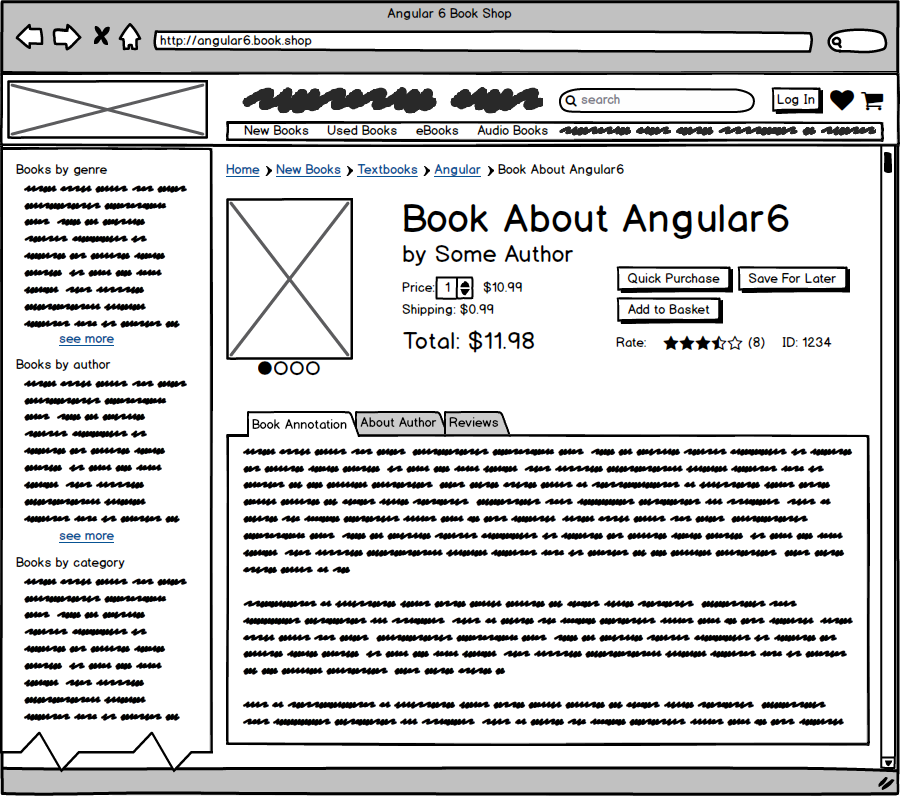 Angular 6 Book Shop
http://angular6.book.shop
search
Log In
New Books Used Books eBooks Audio Books
Books by genre
see more
Books by author
see more
Books by category
Home New Books Textbooks Angular Book About Angular6
Book About Angular6
by Some Author
Price: 1 $10.99
Shipping: $0.99
Total: $11.98
Quick Purchase Save For Later
Add to Basket
Rate: (8) ID: 1234
Book Annotation About Author Reviews